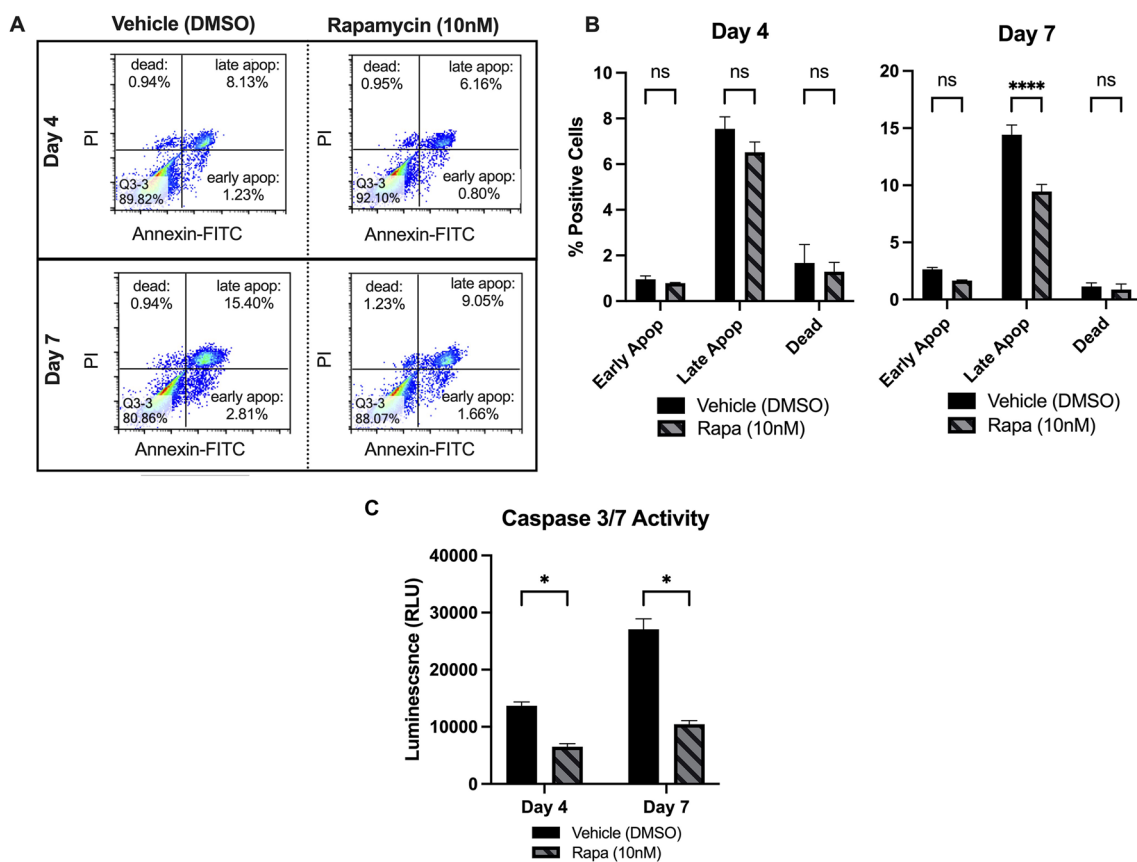 A
Vehicle (DMSO)
Rapamycin (10nM)
Day 4
PI
dead:
0.94%
late apop:
8.13%
Q3-3
89.82%
early apop:
1.23%
Annexin-FITC
PI
dead:
0.95%
late apop:
6.16%
Q3-3
92.10%
early apop:
0.80%
Annexin-FITC
Day 7
PI
dead:
0.94%
late apop:
15.40%
Q3-3
80.86%
early apop:
2.81%
Annexin-FITC
PI
dead:
1.23%
late apop:
9.05%
Q3-3
88.07%
early apop:
1.66%
Annexin-FITC
B
Day 4
% Positive Cells
10
8
6
4
2
0
ns
ns
ns
Early Apop
Late Apop
Dead
Vehicle (DMSO)
Rapa (10nM)
Day 7
20
15
10
5
0
ns
****
ns
Early Apop
Late Apop
Dead
Vehicle (DMSO)
Rapa (10nM)
C
Caspase 3/7 Activity
Luminescsnce (RLU)
40000
30000
20000
10000
0
*
*
Day 4
Day 7
Vehicle (DMSO)
Rapa (10nM)